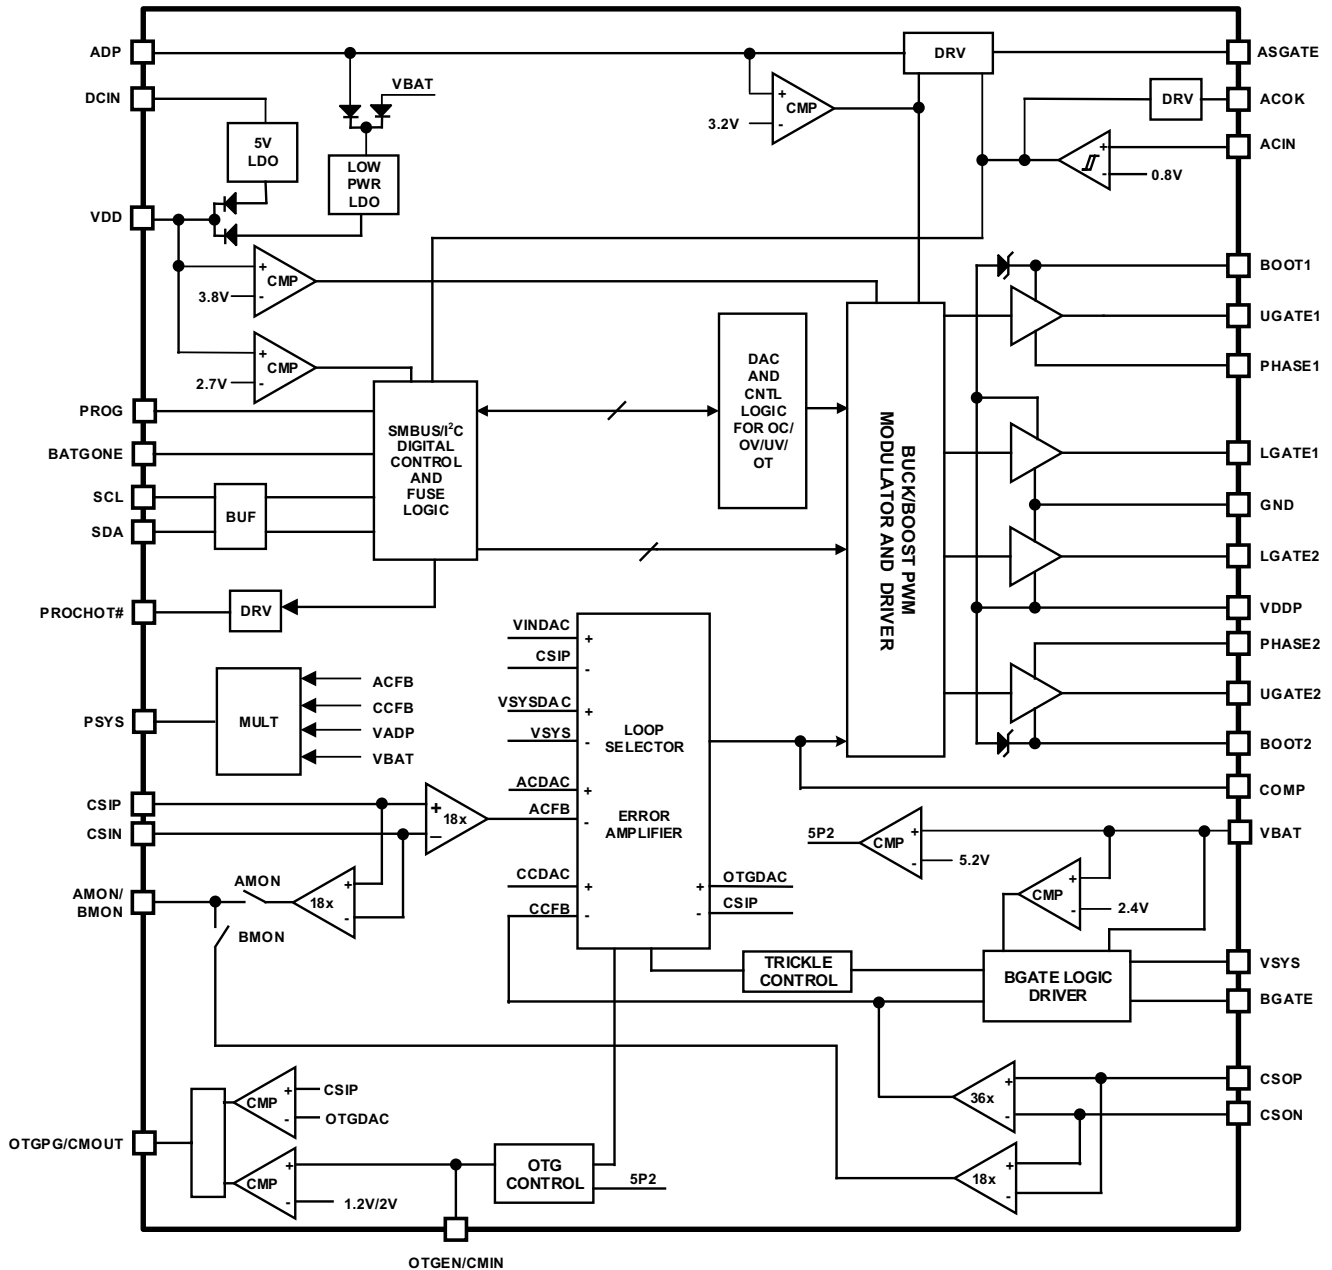 ADP
DCIN
VDD
PROG
BATGONE
SCL
SDA
PROCHOT#
PSYS
CSIP
CSIN
AMON/
BMON
OTGPG/CMOUT
OTGEN/CMIN
ASGATE
ACOK
ACIN
BOOT1
UGATE1
PHASE1
LGATE1
GND
LGATE2
VDDP
PHASE2
UGATE2
BOOT2
COMP
VBAT
VSYS
BGATE
CSOP
CSON
VBAT
5V
LDO
LOW
PWR
LDO
+
CMP
-
3.2V
DRV
DRV
+
-
0.8V
+
CMP
-
3.8V
+
CMP
-
2.7V
SMBUS/I²C
DIGITAL
CONTROL
AND
FUSE
LOGIC
BUF
DRV
DAC
AND
CNTL
LOGIC
FOR OC/
OV/UV/
OT
BUCK/BOOST PWM
MODULATOR AND DRIVER
MULT
ACFB
CCFB
VADP
VBAT
VINDAC +
CSIP -
VSYSDAC +
VSYS -
ACDAC +
ACFB -
CCDAC +
CCFB -
LOOP
SELECTOR
ERROR
AMPLIFIER
+ OTGDAC
- CSIP
+
18x
–
AMON
BMON
+
18x
-
5P2
+
CMP
-
5.2V
+
CMP
-
2.4V
TRICKLE
CONTROL
BGATE LOGIC
DRIVER
+
36x
-
+
18x
-
+ CSIP
CMP
- OTGDAC
+
CMP
-
1.2V/2V
OTG
CONTROL
5P2